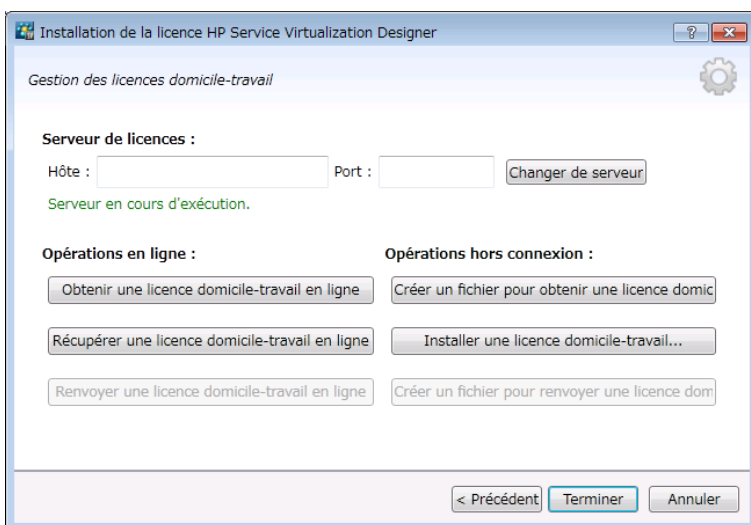 Installation de la licence HP Service Virtualization Designer
?
Gestion des licences domicile-travail
Serveur de licences :
Hôte : Port : Changer de serveur
Serveur en cours d'exécution.
Opérations en ligne : Opérations hors connexion :
Obtenir une licence domicile-travail en ligne Créer un fichier pour obtenir une licence domic
Récupérer une licence domicile-travail en ligne Installer une licence domicile-travail...
Renvoyer une licence domicile-travail en ligne Créer un fichier pour renvoyer une licence dom
< Précédent Terminer Annuler